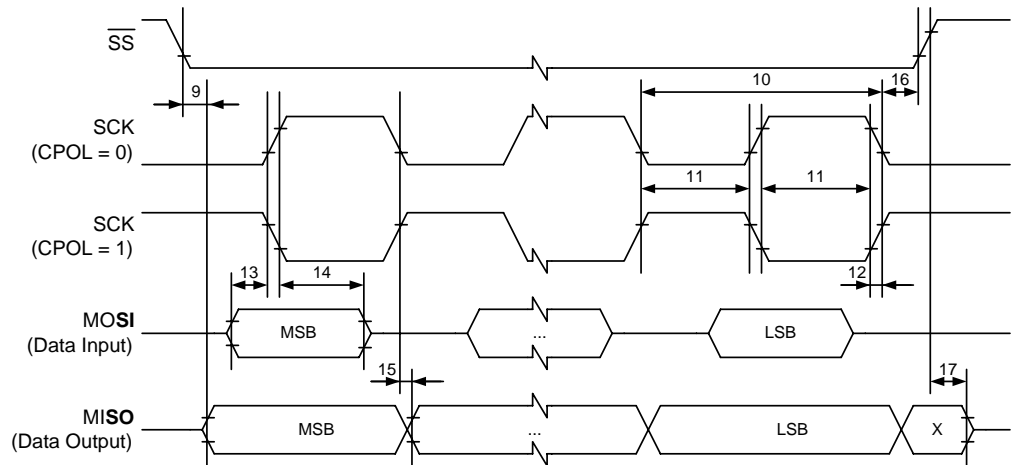 SS
10
16
9
SCK
(CPOL = 0)
11
11
SCK
(CPOL = 1)
13
14
12
MOSI
(Data Input)
MSB
...
LSB
15
17
MISO
(Data Output)
MSB
...
LSB
X